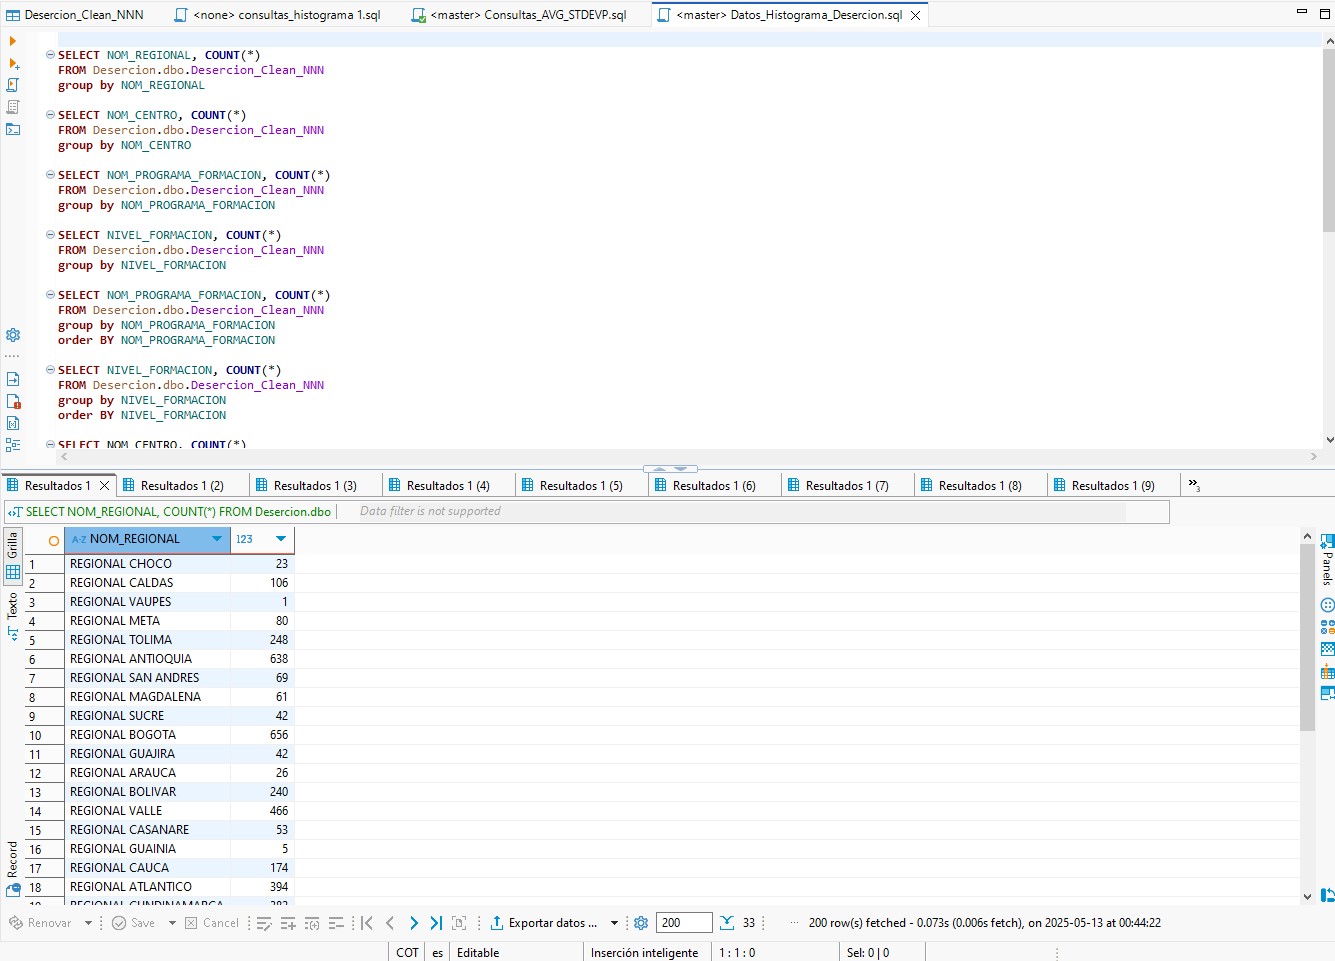 Desercion_Clean_NNN
<none> consultas_histograma 1.sql
<master> Consultas_AVG_STDEVP.sql
<master> Datos_Histograma_Desercion.sql
SELECT NOM_REGIONAL, COUNT(*)
FROM Desercion.dbo.Desercion_Clean_NNN
group by NOM_REGIONAL
SELECT NOM_CENTRO, COUNT(*)
FROM Desercion.dbo.Desercion_Clean_NNN
group by NOM_CENTRO
SELECT NOM_PROGRAMA_FORMACION, COUNT(*)
FROM Desercion.dbo.Desercion_Clean_NNN
group by NOM_PROGRAMA_FORMACION
SELECT NIVEL_FORMACION, COUNT(*)
FROM Desercion.dbo.Desercion_Clean_NNN
group by NIVEL_FORMACION
SELECT NOM_PROGRAMA_FORMACION, COUNT(*)
FROM Desercion.dbo.Desercion_Clean_NNN
group by NOM_PROGRAMA_FORMACION
order BY NOM_PROGRAMA_FORMACION
SELECT NIVEL_FORMACION, COUNT(*)
FROM Desercion.dbo.Desercion_Clean_NNN
group by NIVEL_FORMACION
order BY NIVEL_FORMACION
SELECT NOM_CENTRO, COUNT(*)
Resultados 1
Resultados 1 (2)
Resultados 1 (3)
Resultados 1 (4)
Resultados 1 (5)
Resultados 1 (6)
Resultados 1 (7)
Resultados 1 (8)
Resultados 1 (9)
»3
SELECT NOM_REGIONAL, COUNT(*) FROM Desercion.dbo
Data filter is not supported
Grilla
Texto
Record
Panels
A-Z NOM_REGIONAL 123
1 REGIONAL CHOCO 23
2 REGIONAL CALDAS 106
3 REGIONAL VAUPES 1
4 REGIONAL META 80
5 REGIONAL TOLIMA 248
6 REGIONAL ANTIOQUIA 638
7 REGIONAL SAN ANDRES 69
8 REGIONAL MAGDALENA 61
9 REGIONAL SUCRE 42
10 REGIONAL BOGOTA 656
11 REGIONAL GUAJIRA 42
12 REGIONAL ARAUCA 26
13 REGIONAL BOLIVAR 240
14 REGIONAL VALLE 466
15 REGIONAL CASANARE 53
16 REGIONAL GUAINIA 5
17 REGIONAL CAUCA 174
18 REGIONAL ATLANTICO 394
19 REGIONAL CUNDINAMARCA
Renovar Save Cancel Exportar datos ... 200 33 ··· 200 row(s) fetched - 0.073s (0.006s fetch), on 2025-05-13 at 00:44:22
COT es Editable Inserción inteligente 1 : 1 : 0 Sel: 0 | 0